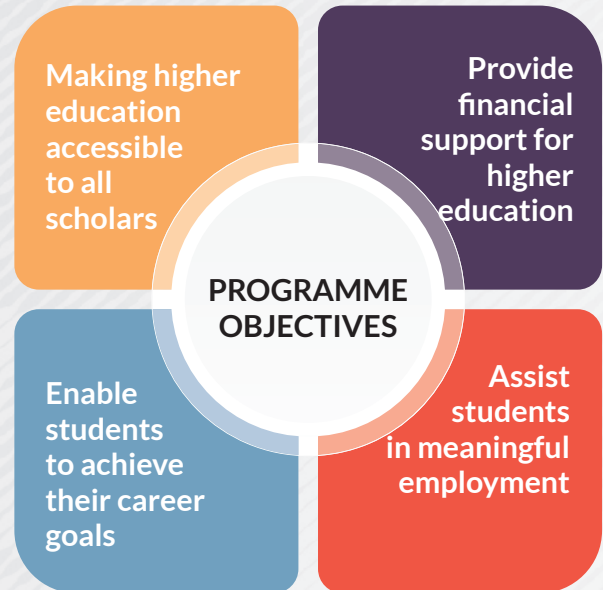 Making higher
education
accessible
to all
scholars
Provide
financial
support for
higher
education
PROGRAMME
OBJECTIVES
Enable
students
to achieve
their career
goals
Assist
students
in meaningful
employment